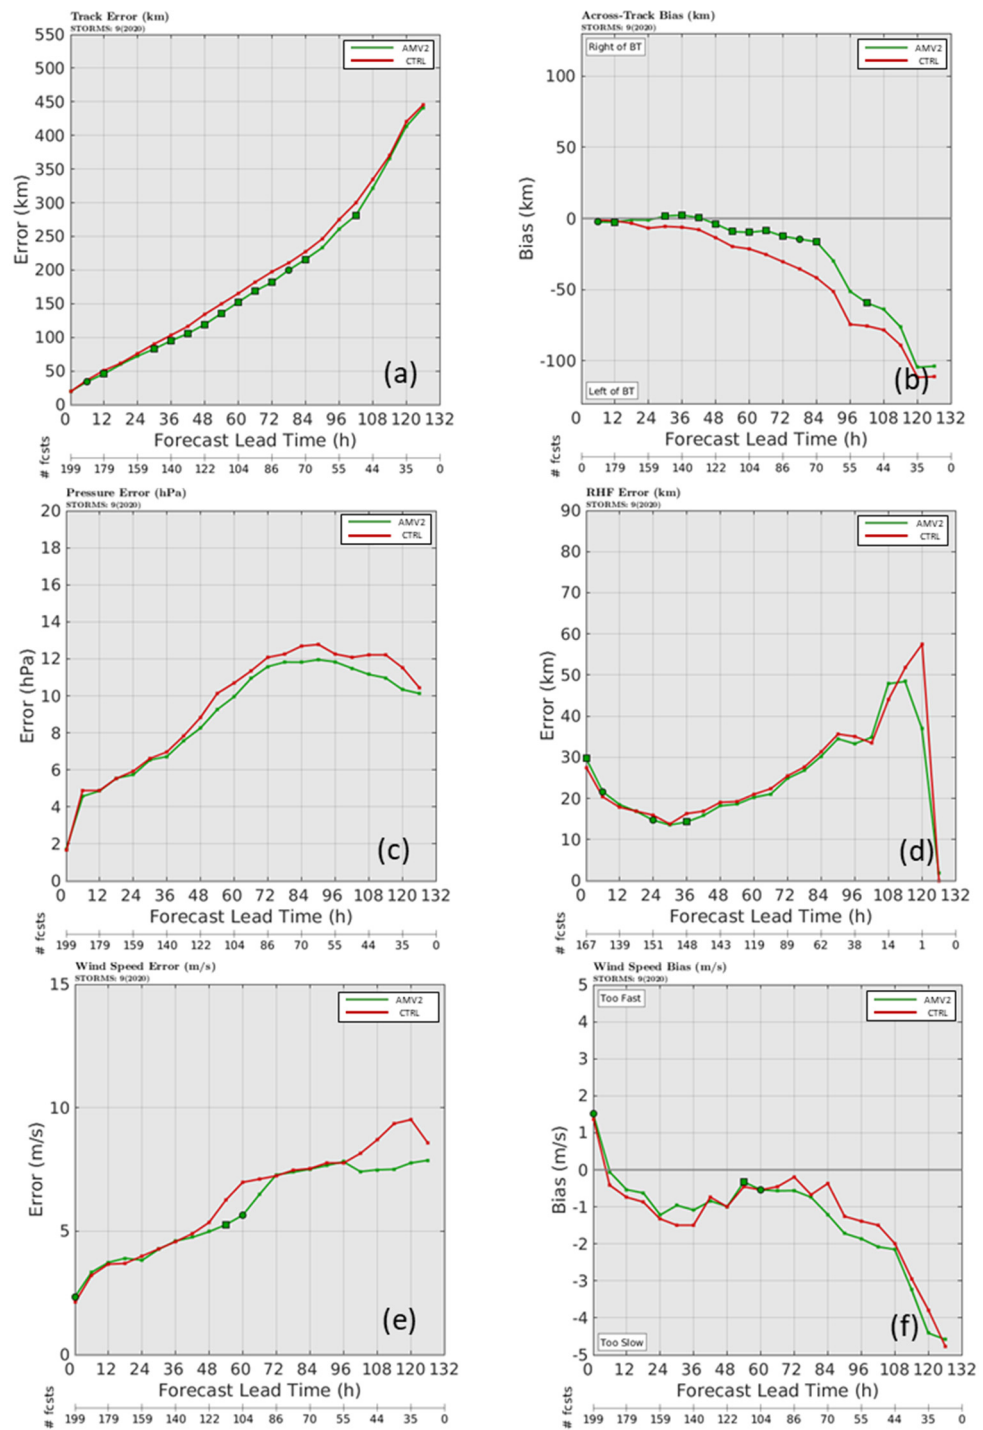 Track Error (km)
STORMS: 9(2020)
AMV2
CTRL
550
500
450
400
350
300
250
200
150
100
50
0
Error (km)
(a)
0 12 24 36 48 60 72 84 96 108 120 132
Forecast Lead Time (h)
# fcsts
199 179 159 140 122 104 86 70 55 44 35 0
Across-Track Bias (km)
STORMS: 9(2020)
Right of BT
AMV2
CTRL
100
50
0
-50
-100
Bias (km)
Left of BT
(b)
0 12 24 36 48 60 72 84 96 108 120 132
Forecast Lead Time (h)
# fcsts
0 179 159 140 122 104 86 70 55 44 35 0
Pressure Error (hPa)
STORMS: 9(2020)
AMV2
CTRL
20
18
16
14
12
10
8
6
4
2
0
Error (hPa)
(c)
0 12 24 36 48 60 72 84 96 108 120 132
Forecast Lead Time (h)
# fcsts
199 179 159 140 122 104 86 70 55 44 35 0
RHF Error (km)
STORMS: 9(2020)
AMV2
CTRL
90
80
70
60
50
40
30
20
10
0
Error (km)
(d)
0 12 24 36 48 60 72 84 96 108 120 132
Forecast Lead Time (h)
# fcsts
167 139 151 148 143 119 89 62 38 14 1 0
Wind Speed Error (m/s)
STORMS: 9(2020)
AMV2
CTRL
15
10
5
0
Error (m/s)
(e)
0 12 24 36 48 60 72 84 96 108 120 132
Forecast Lead Time (h)
# fcsts
199 179 159 140 122 104 86 70 55 44 35 0
Wind Speed Bias (m/s)
STORMS: 9(2020)
Too Fast
AMV2
CTRL
5
4
3
2
1
0
-1
-2
-3
-4
-5
Bias (m/s)
Too Slow
(f)
0 12 24 36 48 60 72 84 96 108 120 132
Forecast Lead Time (h)
# fcsts
199 179 159 140 122 104 86 70 55 44 35 0